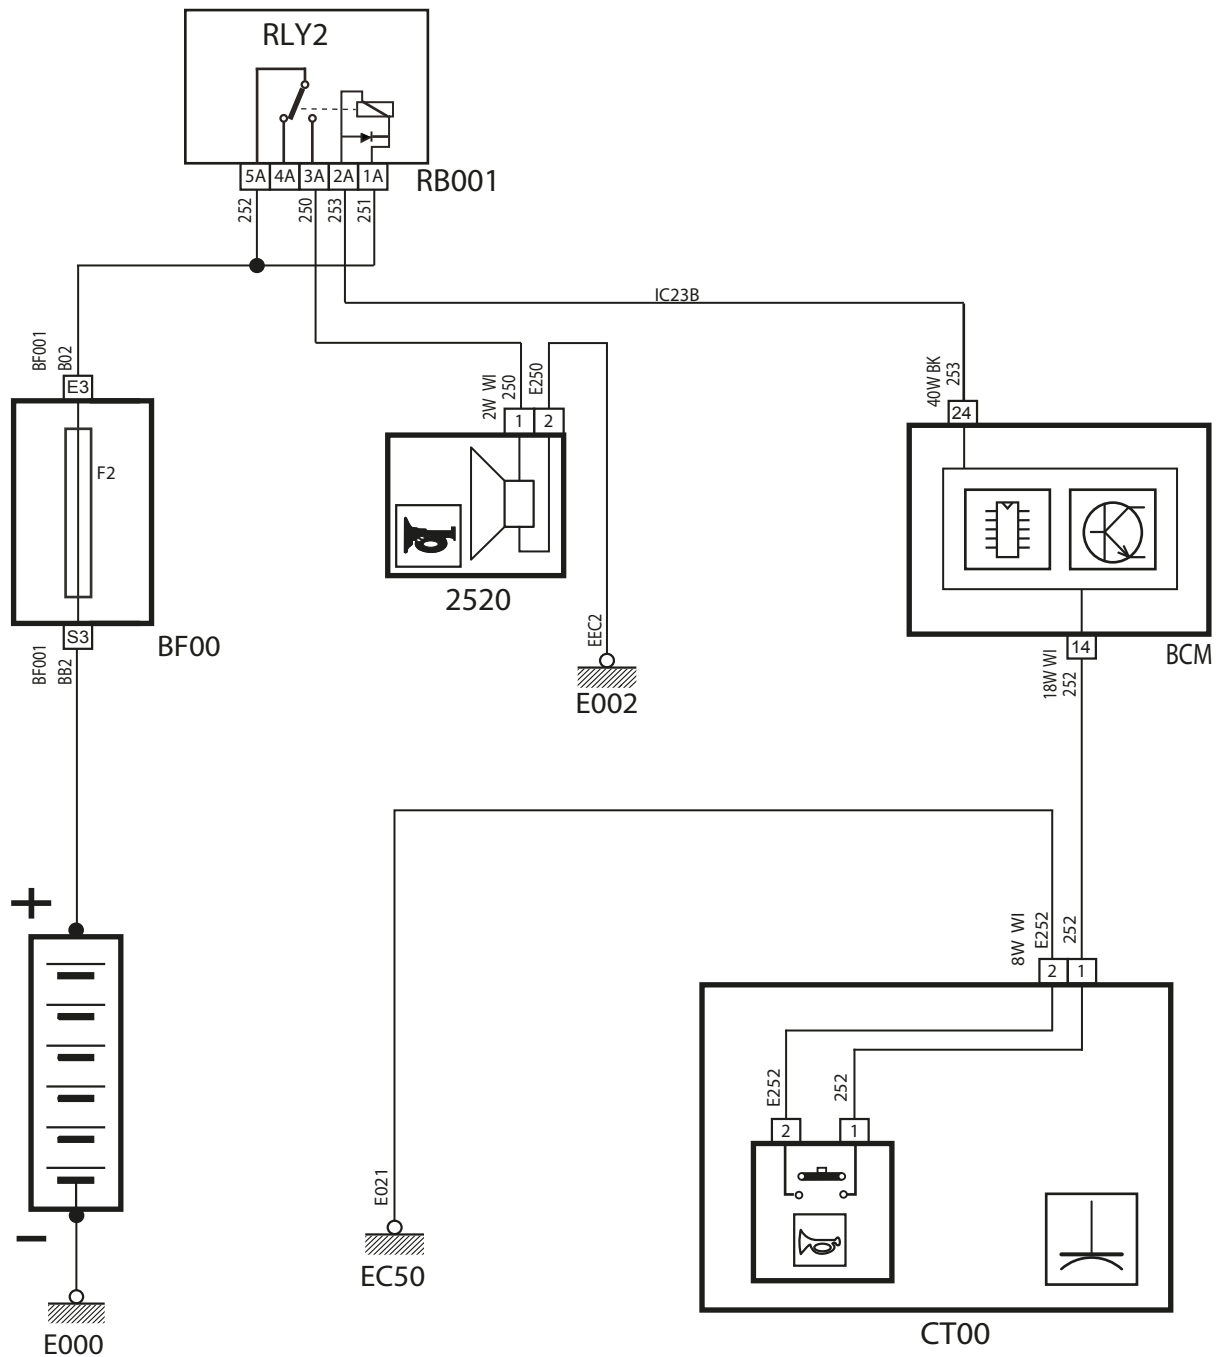 RLY2
5A 4A 3A 2A 1A
RB001
252
250
253
251
IC23B
BF001
B02
E3
F2
S3
BF00
BF001
BB2
2W WI
250
E250
1 2
2520
EEC2
E002
40W BK
253
24
14
BCM
18W WI
252
+
−
E000
E021
EC50
8W WI
E252
252
2 1
E252
252
2 1
CT00